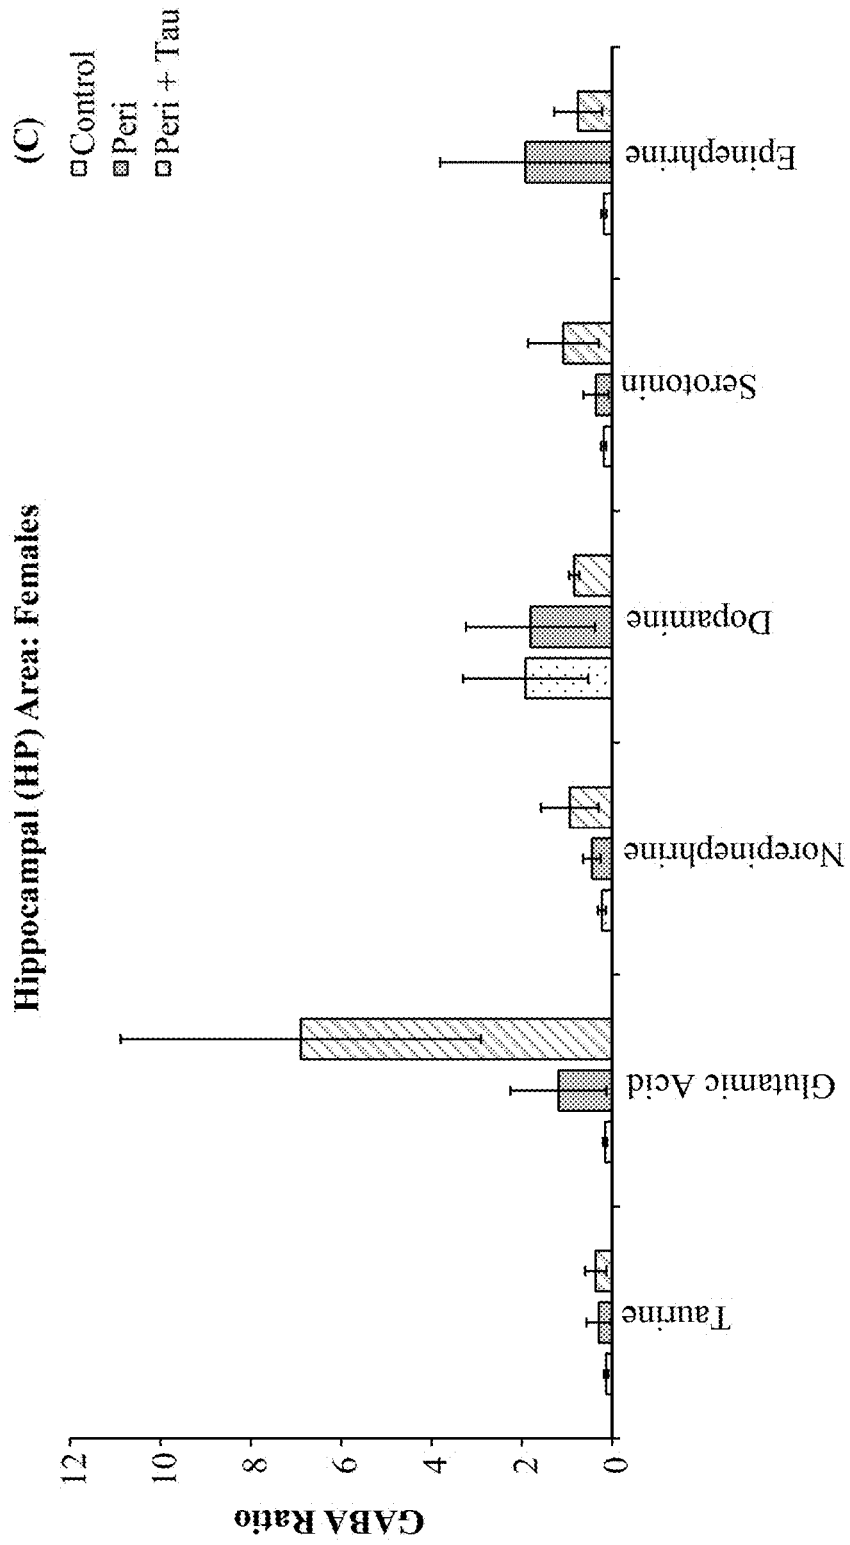 Hippocampal (HP) Area: Females
(C)
Control
Peri
Peri + Tau
GABA Ratio
12
10
8
6
4
2
0
Taurine
Glutamic Acid
Norepinephrine
Dopamine
Serotonin
Epinephrine